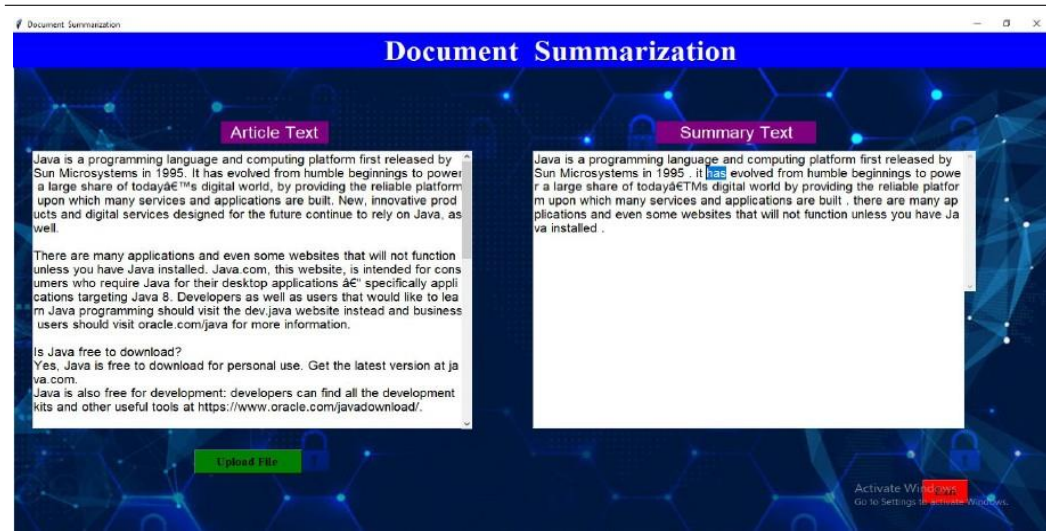 Document Summarization
Document Summarization
Article Text
Java is a programming language and computing platform first released by
Sun Microsystems in 1995. It has evolved from humble beginnings to power
a large share of todayâ€™s digital world, by providing the reliable platform
upon which many services and applications are built. New, innovative prod
ucts and digital services designed for the future continue to rely on Java, as
well.
There are many applications and even some websites that will not function
unless you have Java installed. Java.com, this website, is intended for cons
umers who require Java for their desktop applications â€“ specifically appli
cations targeting Java 8. Developers as well as users that would like to lea
rn Java programming should visit the dev.java website instead and business
users should visit oracle.com/java for more information.
Is Java free to download?
Yes, Java is free to download for personal use. Get the latest version at ja
va.com.
Java is also free for development: developers can find all the development
kits and other useful tools at https://www.oracle.com/javadownload/.
Upload File
Summary Text
Java is a programming language and computing platform first released by
Sun Microsystems in 1995 . it has evolved from humble beginnings to powe
r a large share of todayâ€TMs digital world by providing the reliable platfor
m upon which many services and applications are built . there are many ap
plications and even some websites that will not function unless you have Ja
va installed .
Activate Windows
Go to Settings to activate Windows.